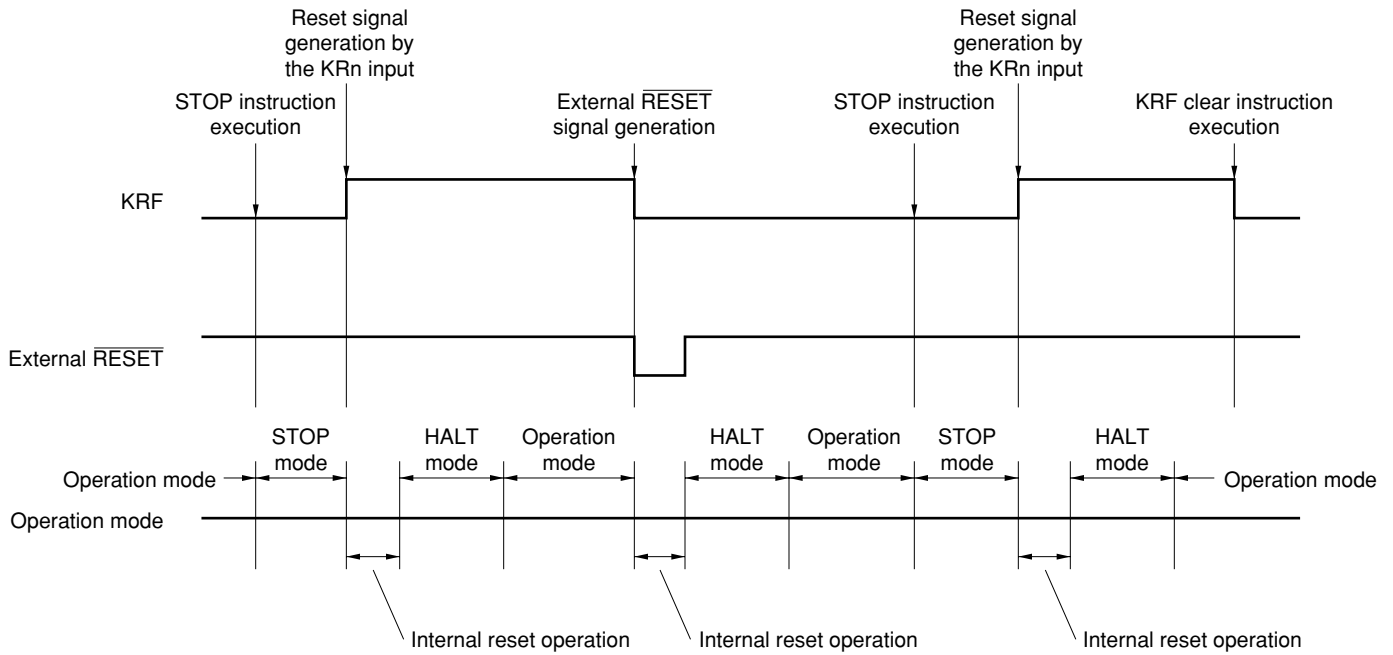 Reset signal
generation by
the KRn input
Reset signal
generation by
the KRn input
STOP instruction
execution
External RESET
signal generation
STOP instruction
execution
KRF clear instruction
execution
KRF
External RESET
STOP
mode
HALT
mode
Operation
mode
HALT
mode
Operation
mode
STOP
mode
HALT
mode
Operation mode
Operation mode
Operation mode
Internal reset operation
Internal reset operation
Internal reset operation